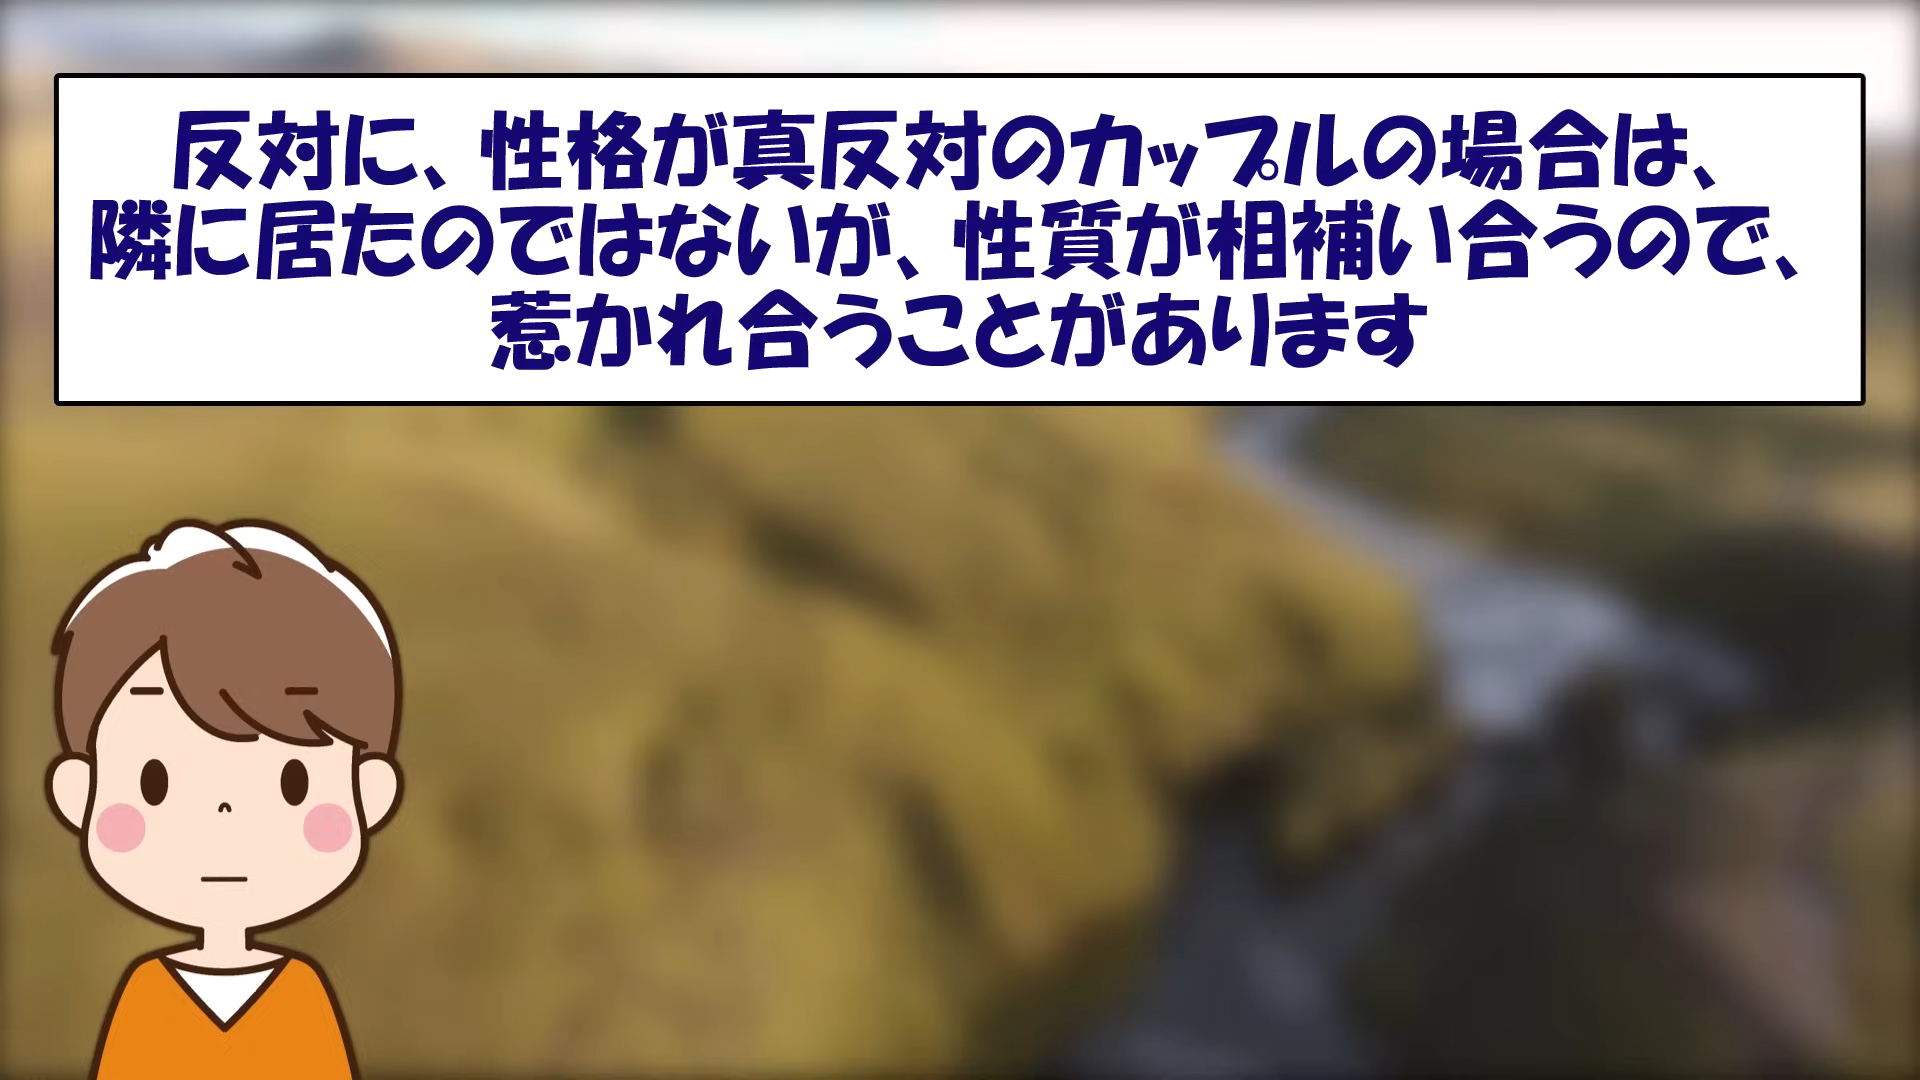 反対に、性格が真反対のカップルの場合は、
隣に居たのではないが、性質が相補い合うので、
惹かれ合うことがあります